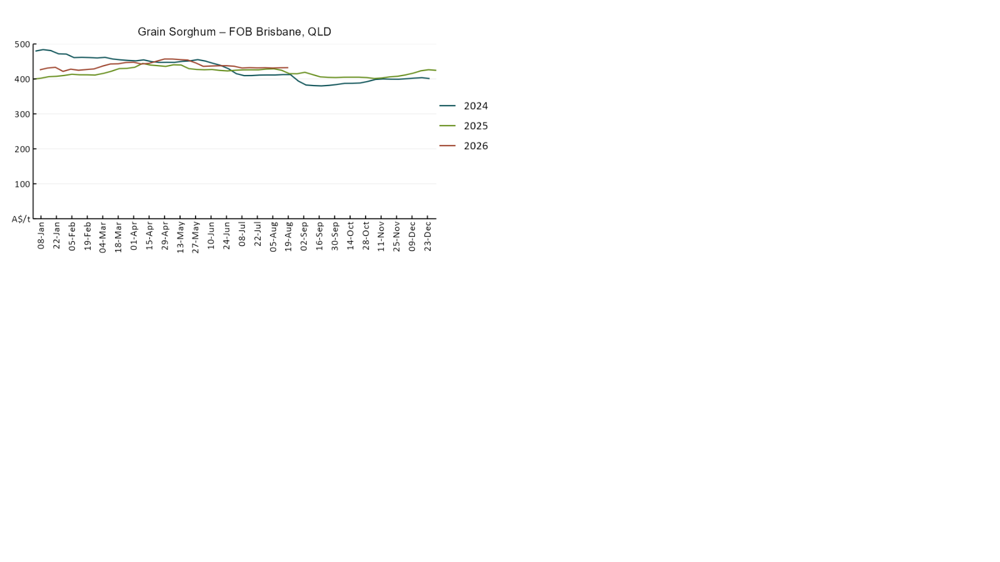 Grain Sorghum – FOB Brisbane, QLD
500
400
300
200
100
A$/t
08-Jan
22-Jan
05-Feb
19-Feb
04-Mar
18-Mar
01-Apr
15-Apr
29-Apr
13-May
27-May
10-Jun
24-Jun
08-Jul
22-Jul
05-Aug
19-Aug
02-Sep
16-Sep
30-Sep
14-Oct
28-Oct
11-Nov
25-Nov
09-Dec
23-Dec
2024
2025
2026